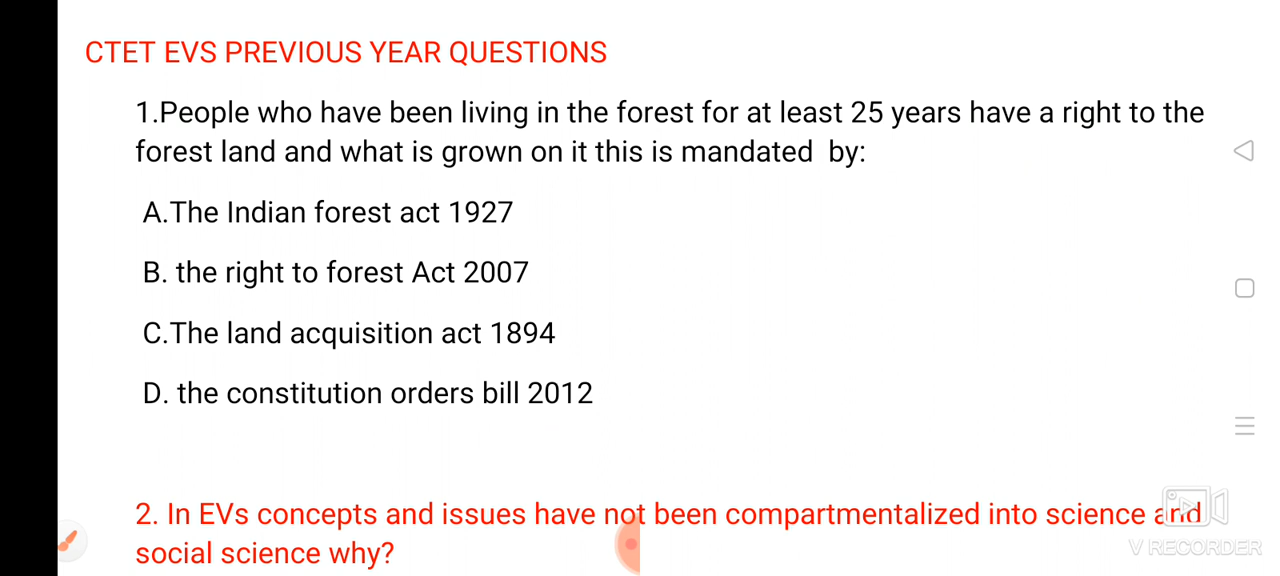 CTET EVS PREVIOUS YEAR QUESTIONS
1.People who have been living in the forest for at least 25 years have a right to the
forest land and what is grown on it this is mandated by:
A.The Indian forest act 1927
B. the right to forest Act 2007
C.The land acquisition act 1894
D. the constitution orders bill 2012
2. In EVs concepts and issues have not been compartmentalized into science and
social science why?
V RECORDER